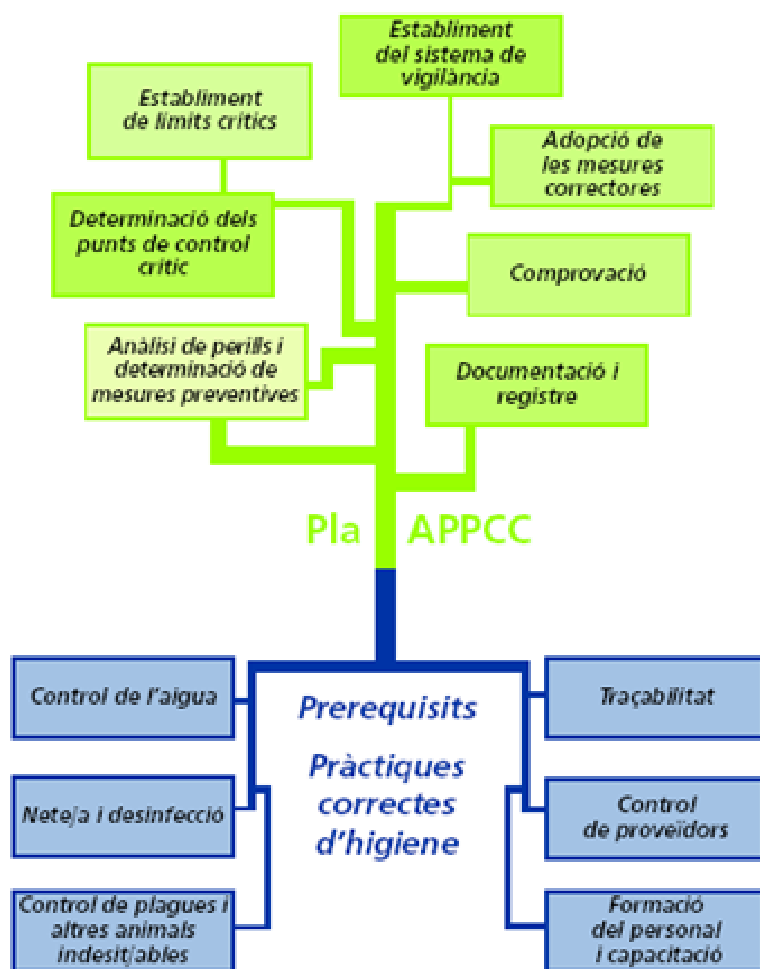 Establiment
del sistema de
vigilància
Establiment
de límits crítics
Adopció de
les mesures
correctores
Determinació dels
punts de control
crític
Comprovació
Anàlisi de perills i
determinació de
mesures preventives
Documentació i
registre
Pla APPCC
Control de l'aigua
Prerequisits
Traçabilitat
Pràctiques
correctes
d'higiene
Neteja i desinfecció
Control
de proveïdors
Control de plagues i
altres animals
indesitjables
Formació
del personal
i capacitació